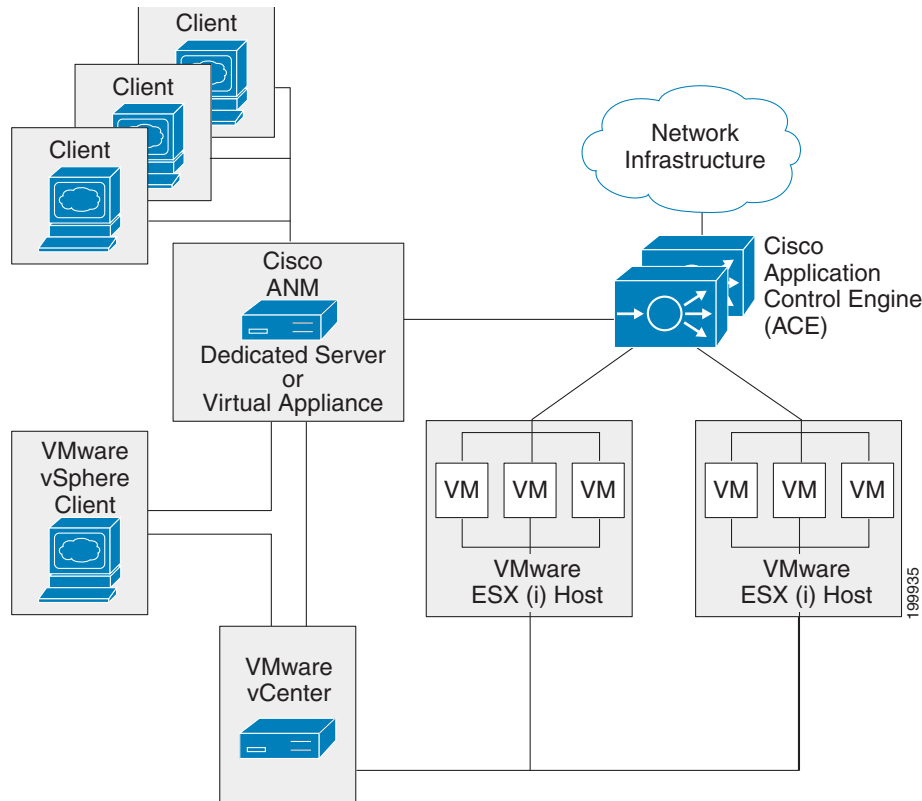 Client
Client
Client
Network
Infrastructure
Cisco
ANM
Dedicated Server
or
Virtual Appliance
Cisco
Application
Control Engine
(ACE)
VMware
vSphere
Client
VM VM VM
VMware
ESX (i) Host
VM VM VM
VMware
ESX (i) Host
199935
VMware
vCenter